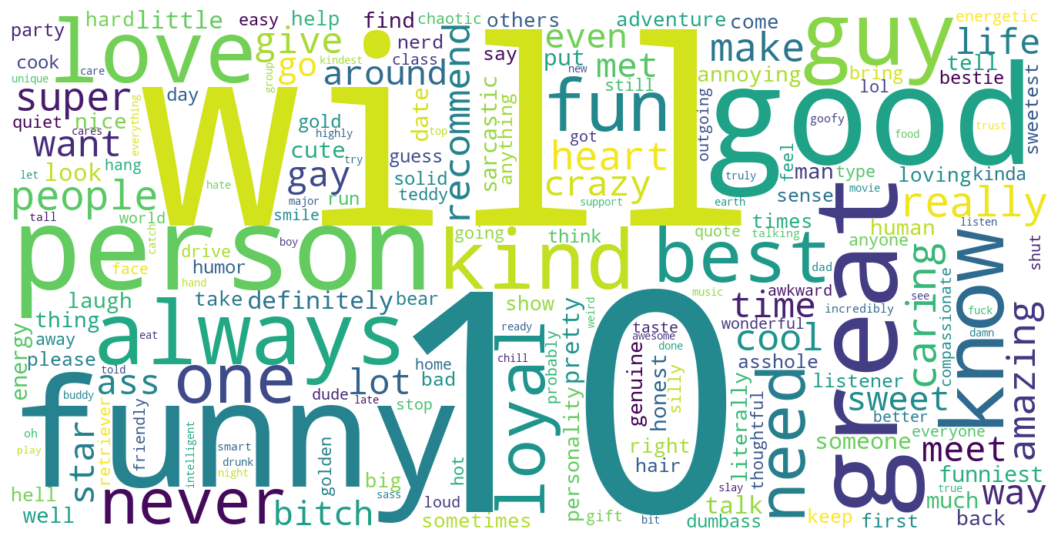 party
hard
little
easy
help
find
chaotic
others
adventure
come
energetic
cook
love
give
nerd
class
say
even
put
met
make
guy
life
tell
unique
care
group
kindest
go
around
recommend
will
new
still
annoying
bring
lol
bestie
super
day
date
sarcastic
anything
fun
good
sweetest
quiet
nice
cares
everything
gold
highly
top
got
outgoing
goofy
food
trust
want
cute
try
guess
heart
truly
feel
man
type
loving
kinda
let
hang
look
hate
gay
solid
teddy
crazy
earth
sense
movie
really
people
major
run
support
times
human
listen
tall
world
smile
boy
going
think
quote
talking
great
person
catch
drive
kind
best
dad
anyone
know
shut
face
humor
hand
music
awkward
see
caring
compassionate
laugh
take
definitely
bear
show
ready
weird
taste
time
wonderful
incredibly
fuck
damn
amazing
energy
thing
away
eat
always
10
loyal
pretty
awesome
done
cool
please
told
one
home
chill
probably
genuine
honest
silly
asshole
ass
lot
bad
dude
late
stop
listener
sweet
better
buddy
funny
personality
right
hair
need
literally
thoughtful
someone
everyone
meet
oh
play
star
retriever
friendly
intelligent
smart
drunk
night
golden
big
sass
hot
bit
slay
talk
funniest
true
much
way
hell
well
never
bitch
loud
sometimes
gift
dumbass
keep
first
back